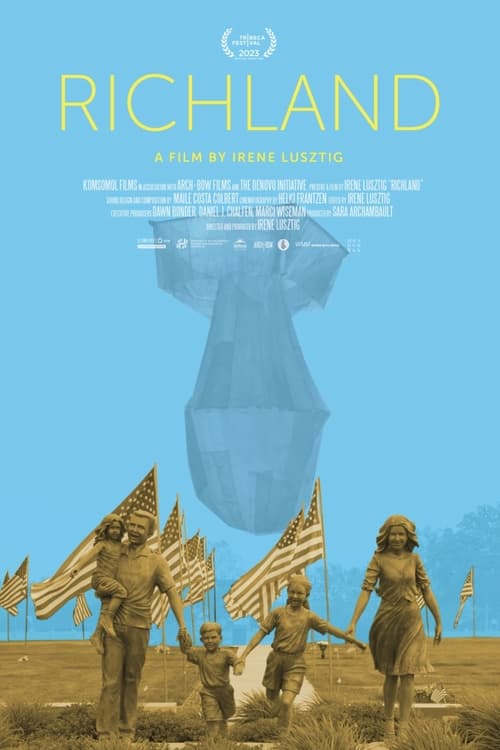 TRIBECA
FESTIVAL
2023
RICHLAND
A FILM BY IRENE LUSZTIG
KOMSOMOL FILMS IN ASSOCIATION WITH ARCH + BOW FILMS AND THE DENOVO INITIATIVE PRESENT A FILM BY IRENE LUSZTIG "RICHLAND"
SOUND DESIGN AND COMPOSITION BY MAILE COSTA COLBERT CINEMATOGRAPHY BY HELKI FRANTZEN EDITED BY IRENE LUSZTIG
EXECUTIVE PRODUCERS DAWN BONDER, DANIEL J. CHALFEN, MARCI WISEMAN PRODUCED BY SARA ARCHAMBAULT
DIRECTED AND PRODUCED BY IRENE LUSZTIG